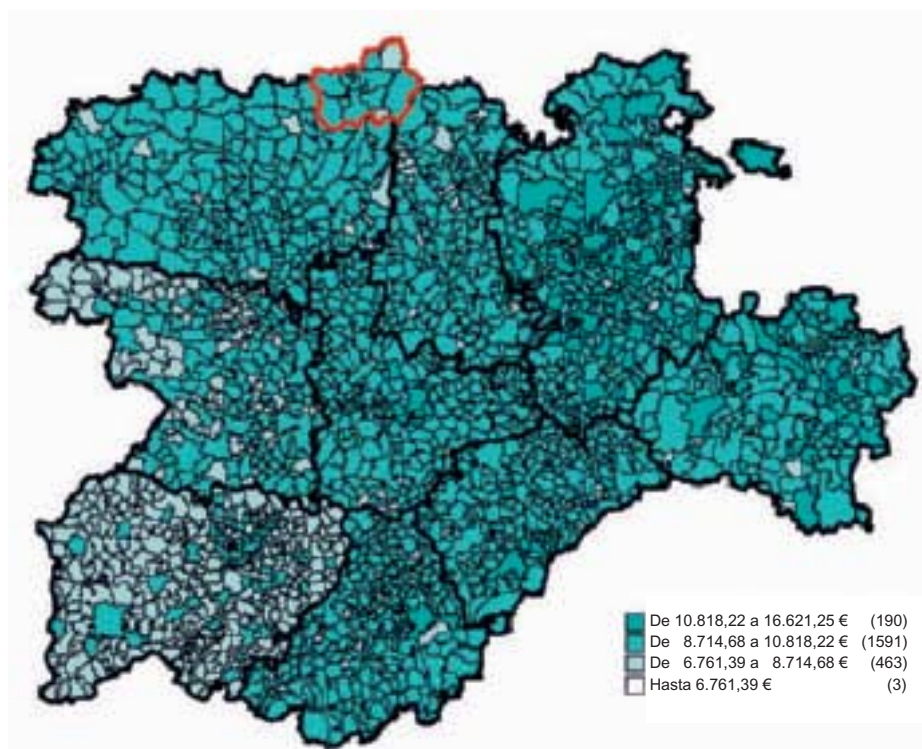 De 10.818,22 a 16.621,25 € (190)
De 8.714,68 a 10.818,22 € (1591)
De 6.761,39 a 8.714,68 € (463)
Hasta 6.761,39 € (3)